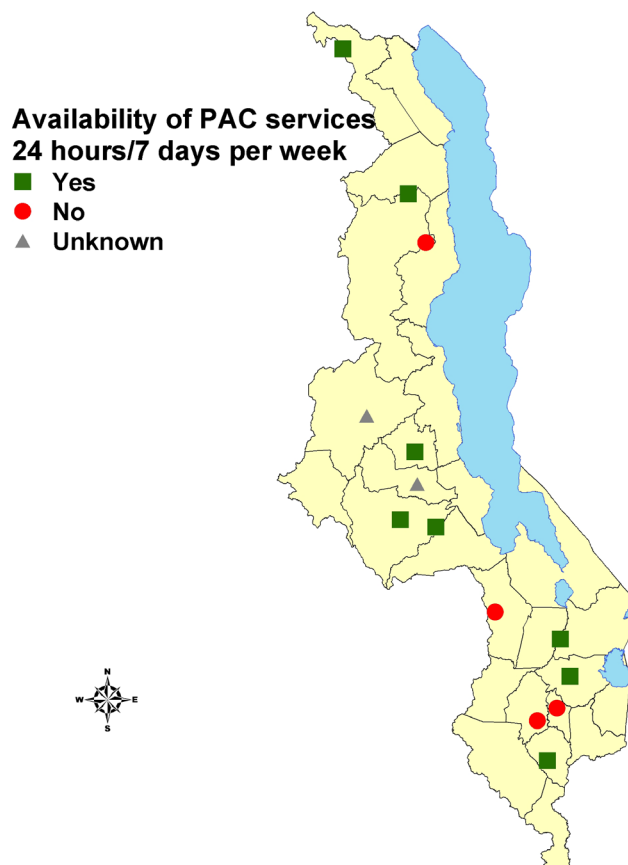 Availability of PAC services
24 hours/7 days per week
Yes
No
Unknown
N
W E
S